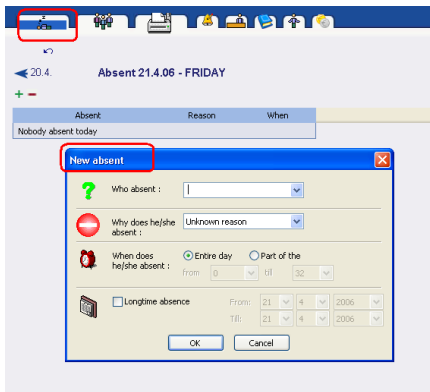 20.4. Absent 21.4.06 - FRIDAY
Absent Reason When
Nobody absent today
New absent
Who absent :
Why does he/she absent : Unknown reason
When does he/she absent : Entire day Part of the
from 0 till 32
Longtime absence From: 21 4 2006
Till: 21 4 2006
OK Cancel